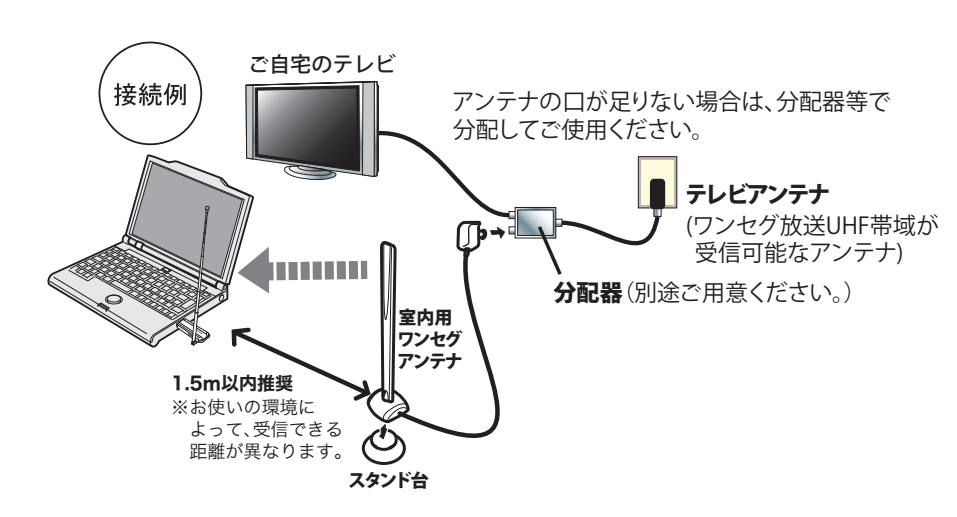 接続例
ご自宅のテレビ
アンテナの口が足りない場合は、分配器等で
分配してご使用ください。
テレビアンテナ
(ワンセグ放送UHF帯域が
受信可能なアンテナ)
分配器(別途ご用意ください。)
室内用
ワンセグ
アンテナ
1.5m以内推奨
※お使いの環境に
よって、受信できる
距離が異なります。
スタンド台